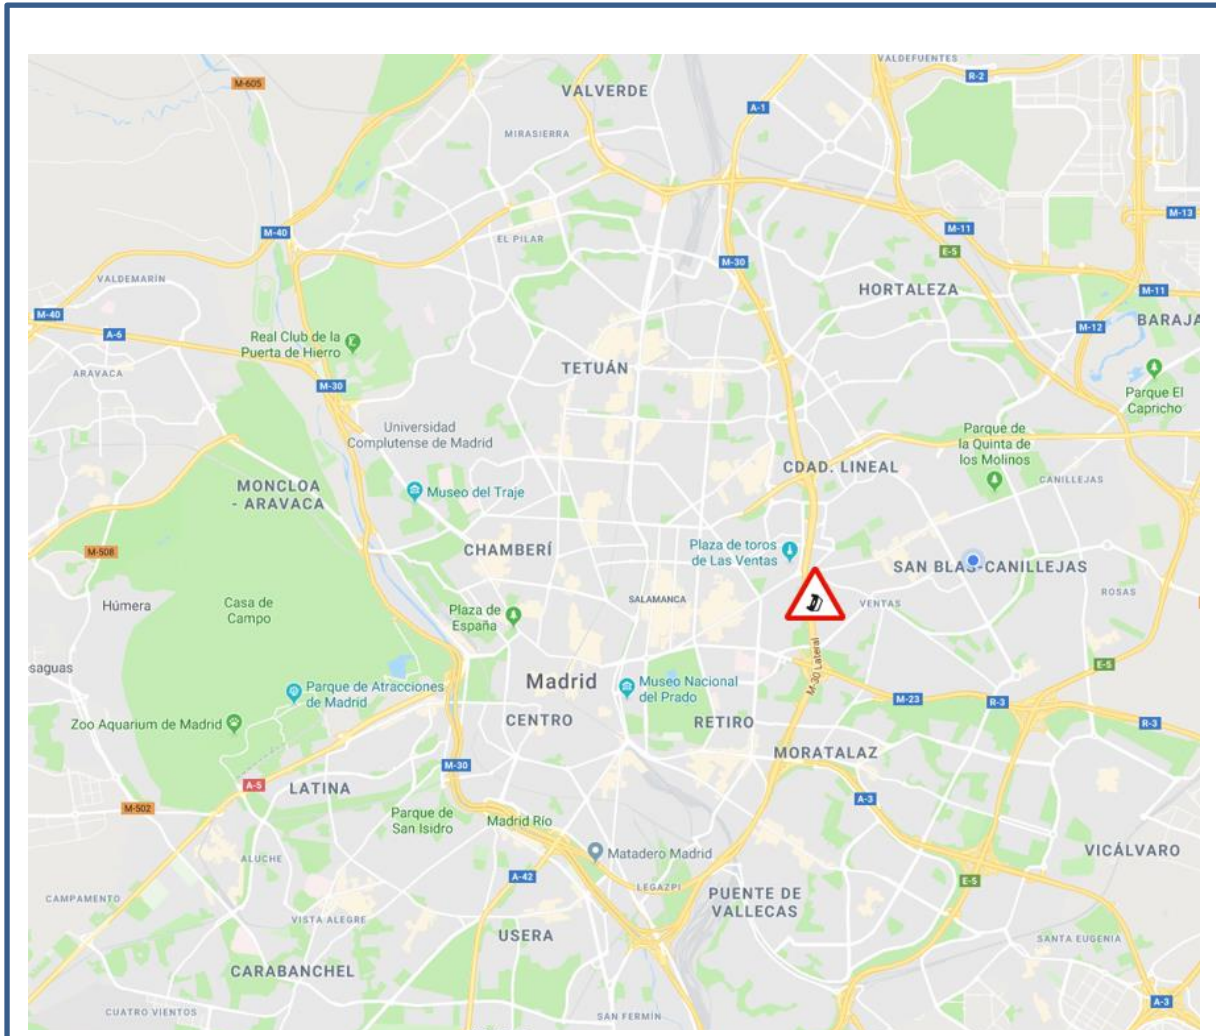 VALDEFUENTES
M-605
R-2
VALVERDE
A-1
MIRASIERRA
M-13
M-40
M-11
EL PILAR
E-5
M-30
VALDEMARÍN
HORTALEZA
M-11
M-40
BARAJA
M-12
A-6
Real Club de la
Puerta de Hierro
TETUÁN
ARAVACA
M-30
Parque El
Capricho
Universidad
Complutense de Madrid
Parque de
la Quinta de
los Molinos
CDAD. LINEAL
CANILLEJAS
MONCLOA
- ARAVACA
Museo del Traje
Plaza de toros
de Las Ventas
CHAMBERÍ
M-508
SAN BLAS-CANILLEJAS
ROSAS
SALAMANCA
VENTAS
Húmera
Casa de
Campo
Plaza de
España
M-30 Lateral
E-5
osaguas
Madrid
Museo Nacional
del Prado
Parque de Atracciones
de Madrid
M-23
R-3
Zoo Aquarium de Madrid
CENTRO
RETIRO
R-3
MORATALAZ
M-30
A-5
LATINA
A-3
M-502
Parque de
San Isidro
Madrid Río
VICÁLVARO
Matadero Madrid
ALUCHE
A-42
E-5
LEGAZPI
CAMPAMENTO
PUENTE DE
VALLECAS
VISTA ALEGRE
USERA
SANTA EUGENIA
CARABANCHEL
A-3
CUATRO VIENTOS
SAN FERMÍN